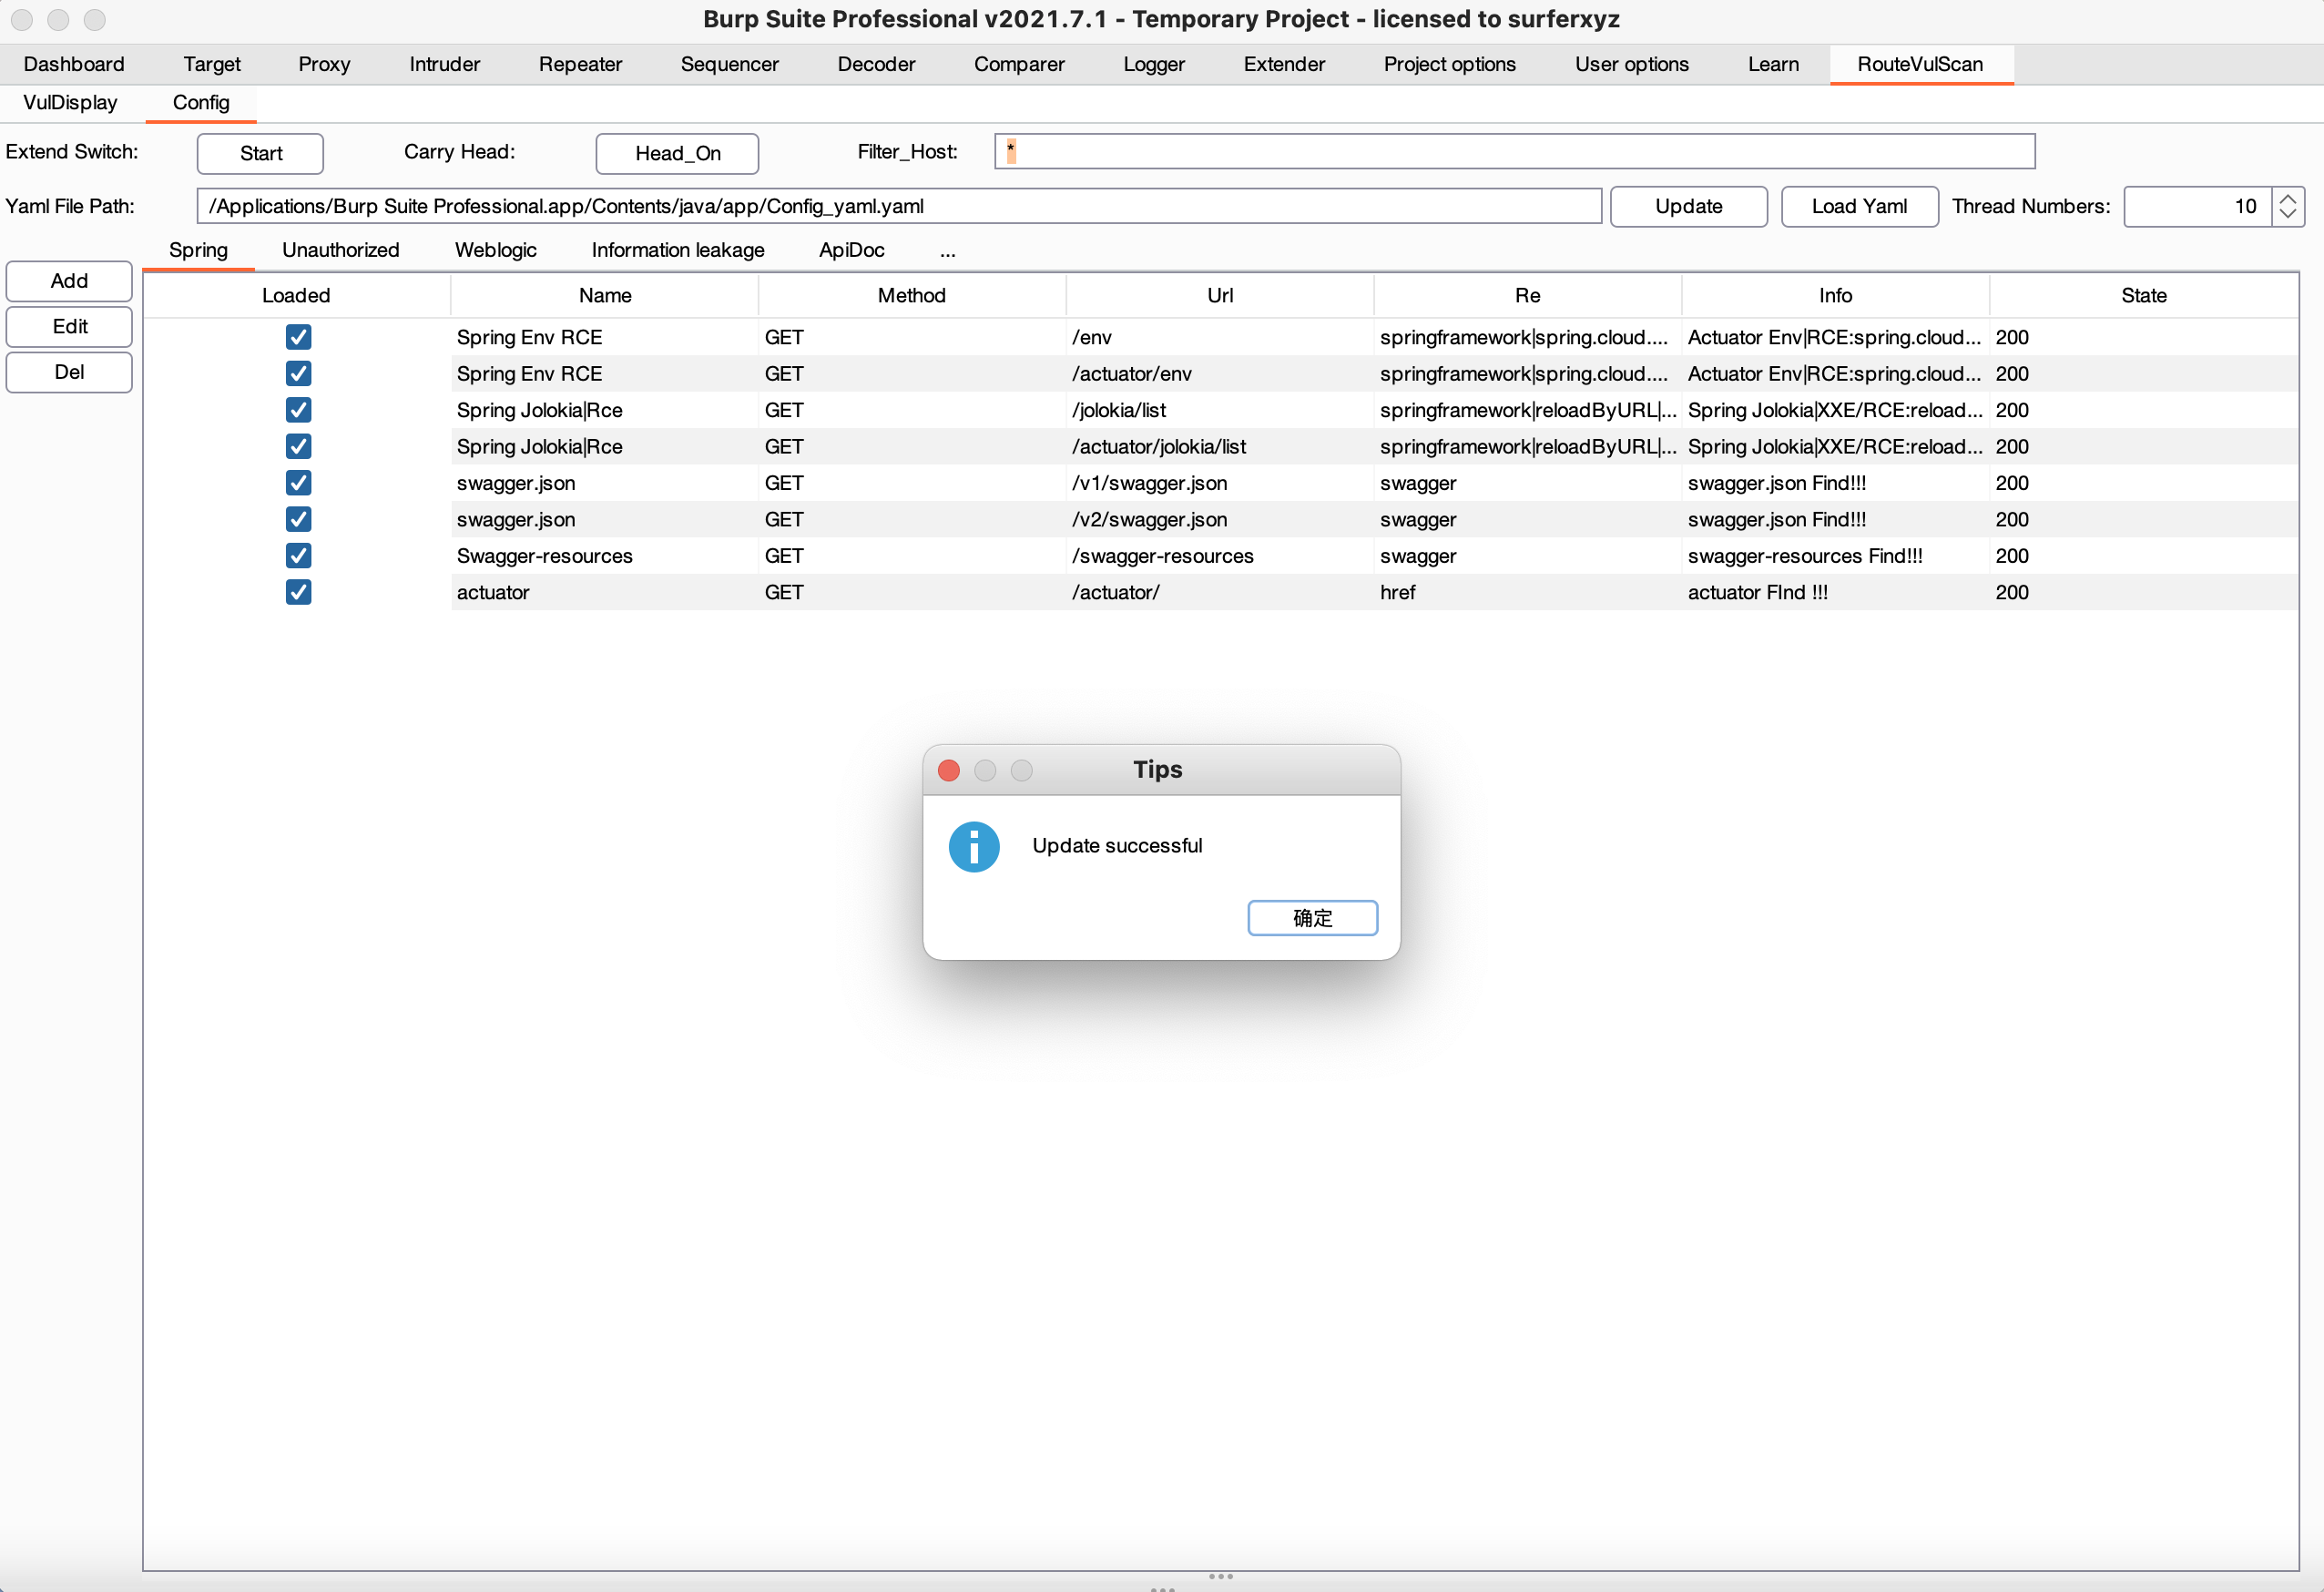 Burp Suite Professional v2021.7.1 - Temporary Project - licensed to surferxyz
Dashboard Target Proxy Intruder Repeater Sequencer Decoder Comparer Logger Extender Project options User options Learn RouteVulScan
VulDisplay Config
Extend Switch: Start Carry Head: Head_On Filter_Host: *
Yaml File Path: /Applications/Burp Suite Professional.app/Contents/java/app/Config_yaml.yaml Update Load Yaml Thread Numbers: 10
Spring Unauthorized Weblogic Information leakage ApiDoc ...
Add
Edit
Del
Loaded Name Method Url Re Info State
Spring Env RCE GET /env springframework|spring.cloud.... Actuator Env|RCE:spring.cloud... 200
Spring Env RCE GET /actuator/env springframework|spring.cloud.... Actuator Env|RCE:spring.cloud... 200
Spring Jolokia|Rce GET /jolokia/list springframework|reloadByURL|... Spring Jolokia|XXE/RCE:reload... 200
Spring Jolokia|Rce GET /actuator/jolokia/list springframework|reloadByURL|... Spring Jolokia|XXE/RCE:reload... 200
swagger.json GET /v1/swagger.json swagger swagger.json Find!!! 200
swagger.json GET /v2/swagger.json swagger swagger.json Find!!! 200
Swagger-resources GET /swagger-resources swagger swagger-resources Find!!! 200
actuator GET /actuator/ href actuator FInd !!! 200
Tips
Update successful
确定